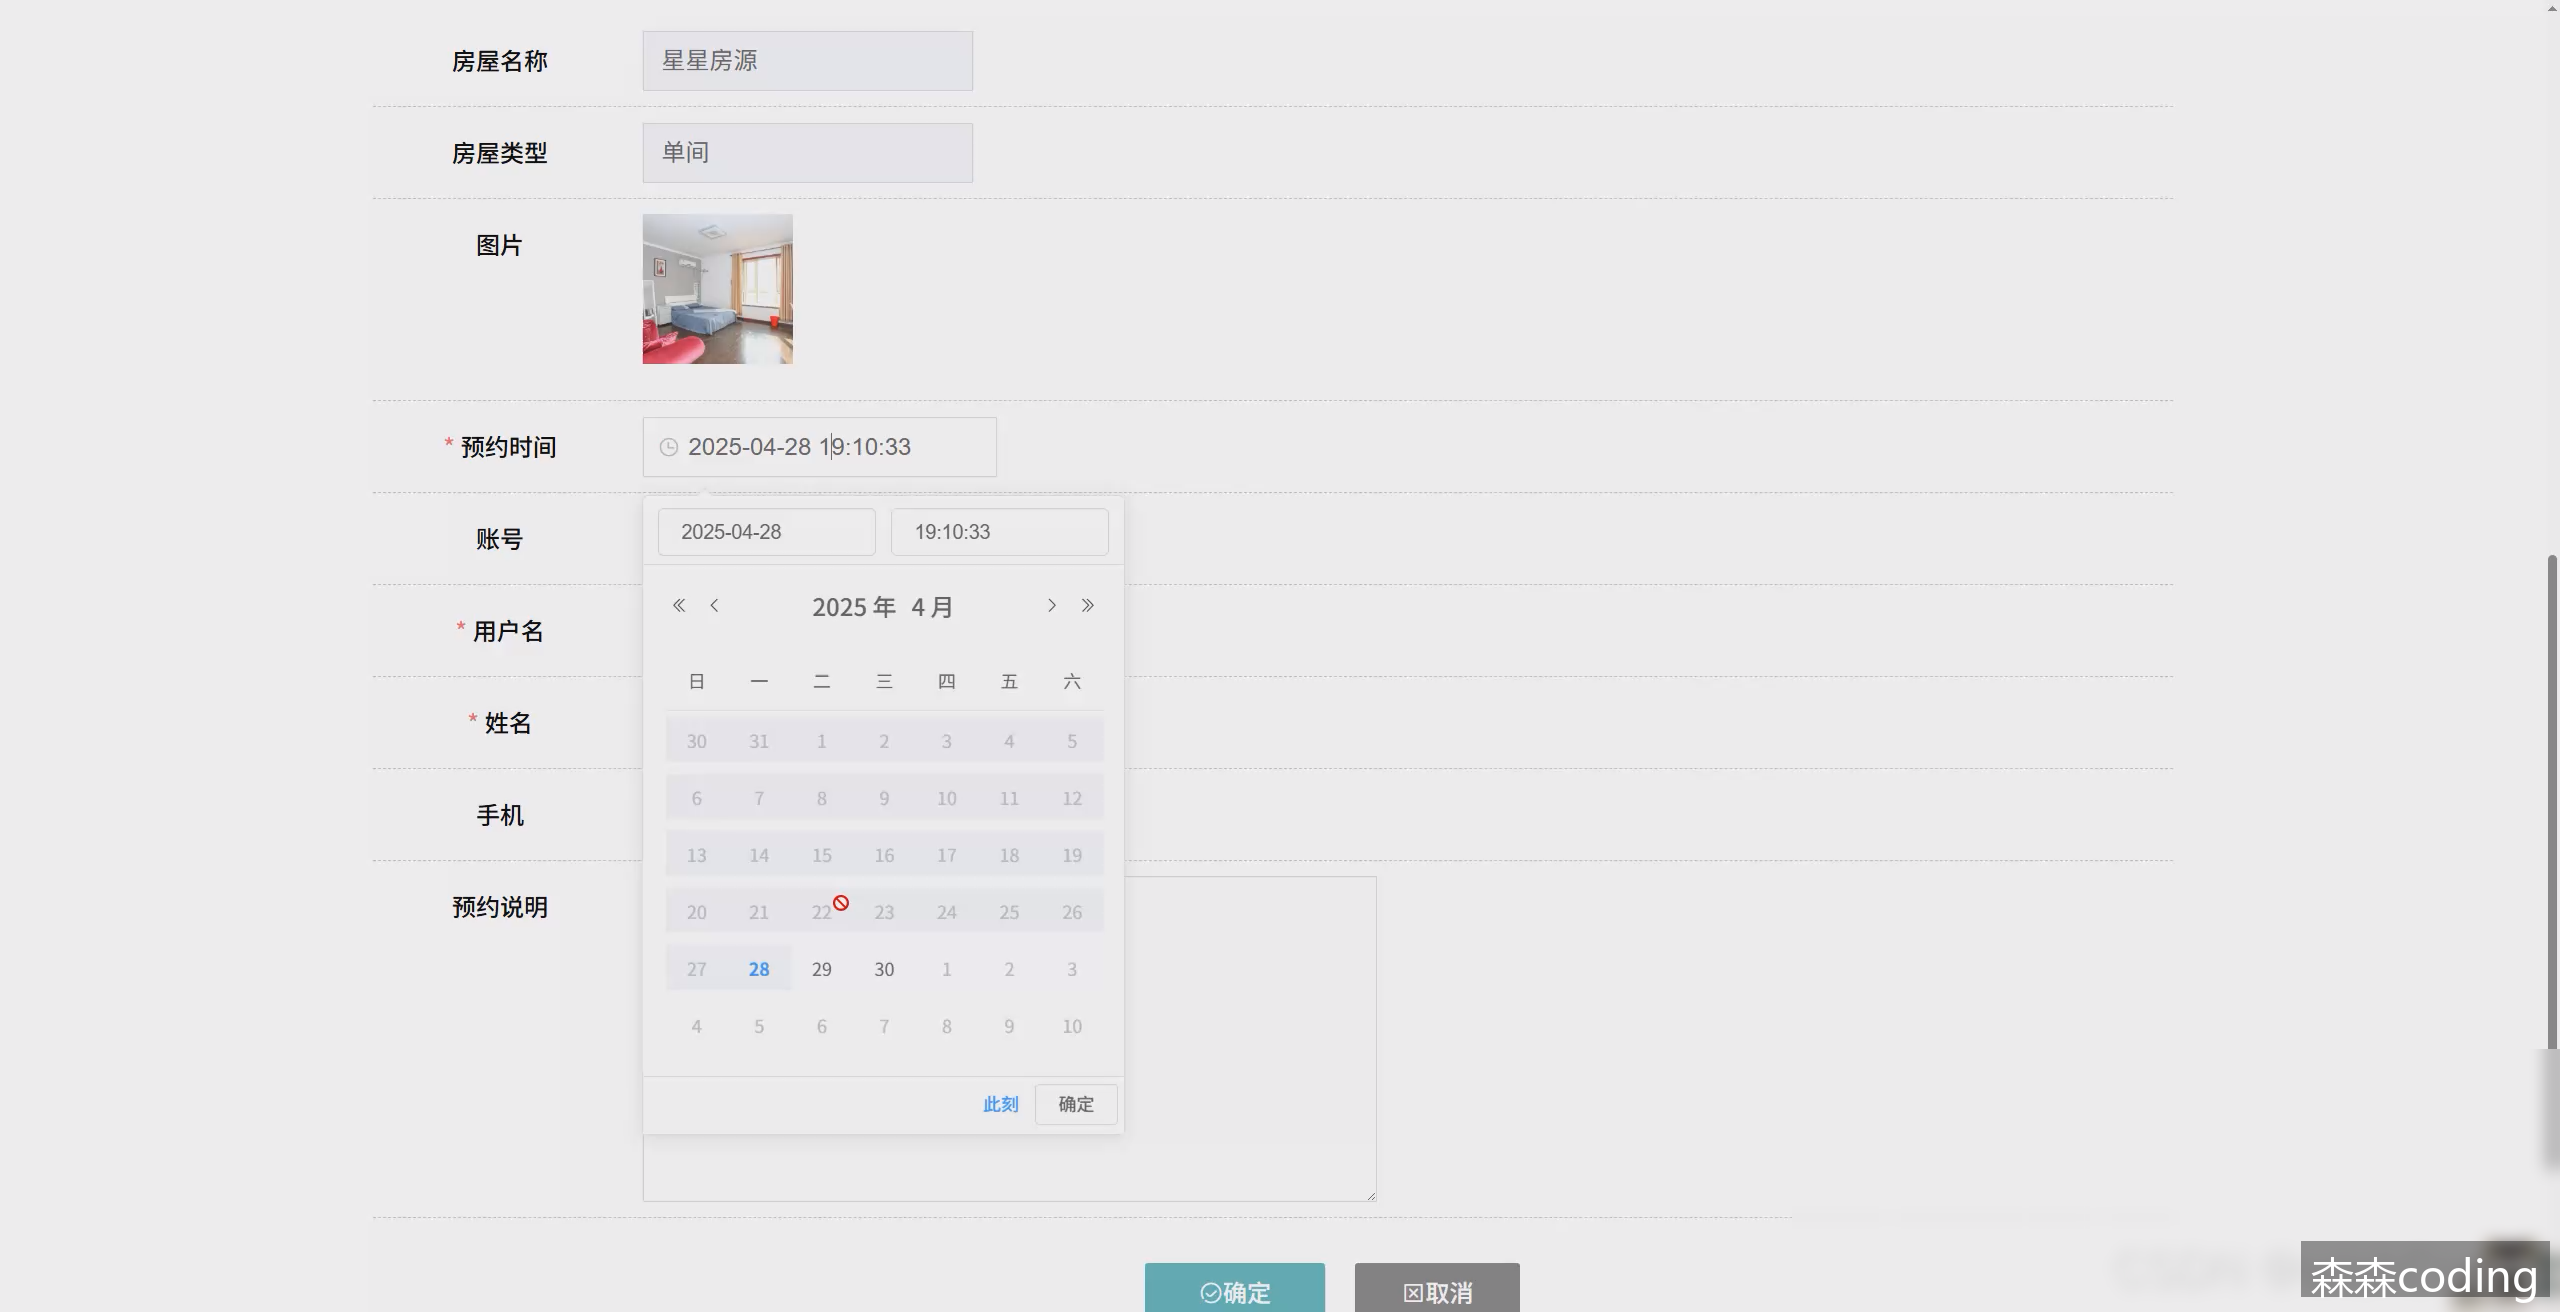 房屋名称 星星房源
房屋类型 单间
图片
* 预约时间 2025-04-28 19:10:33
2025-04-28 19:10:33
账号
2025 年 4 月
* 用户名
日 一 二 三 四 五 六
* 姓名
30 31 1 2 3 4 5
6 7 8 9 10 11 12
手机
13 14 15 16 17 18 19
预约说明
20 21 22 23 24 25 26
27 28 29 30 1 2 3
4 5 6 7 8 9 10
此刻 确定
确定 取消
森森coding